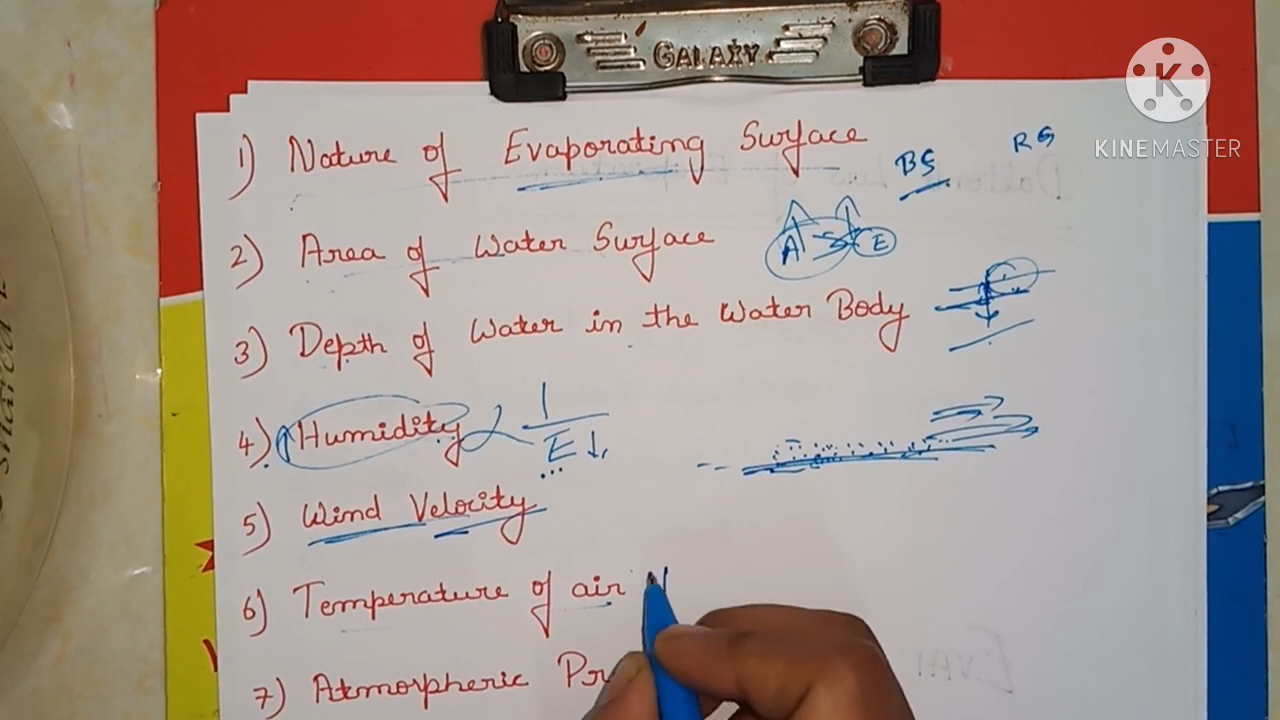 GALAXY
K
KINEMASTER
1) Nature of Evaporating Surface BS RS
2) Area of Water Surface A E
3) Depth of Water in the Water Body
4) Humidity ∝ 1/E ↓
5) Wind Velocity
6) Temperature of air
7) Atmospheric Pr